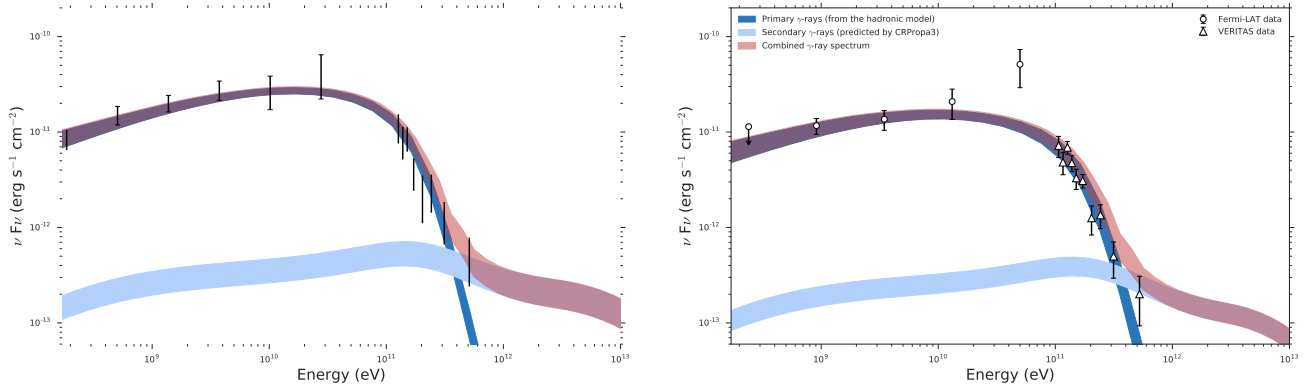 10⁻¹⁰
10⁻¹¹
10⁻¹²
10⁻¹³
ν Fν (erg s⁻¹ cm⁻²)
10⁹ 10¹⁰ 10¹¹ 10¹² 10¹³
Energy (eV)
Primary γ-rays (from the hadronic model)
Secondary γ-rays (predicted by CRPropa3)
Combined γ-ray spectrum
Fermi-LAT data
VERITAS data
10⁻¹⁰
10⁻¹¹
10⁻¹²
10⁻¹³
ν Fν (erg s⁻¹ cm⁻²)
10⁹ 10¹⁰ 10¹¹ 10¹² 10¹³
Energy (eV)